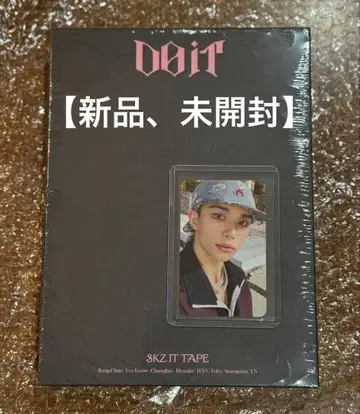 DO iT
【新品、未開封】
SKZ IT TAPE
Bang Chan Lee Know Changbin Hyunjin HAN Felix Seungmin I.N